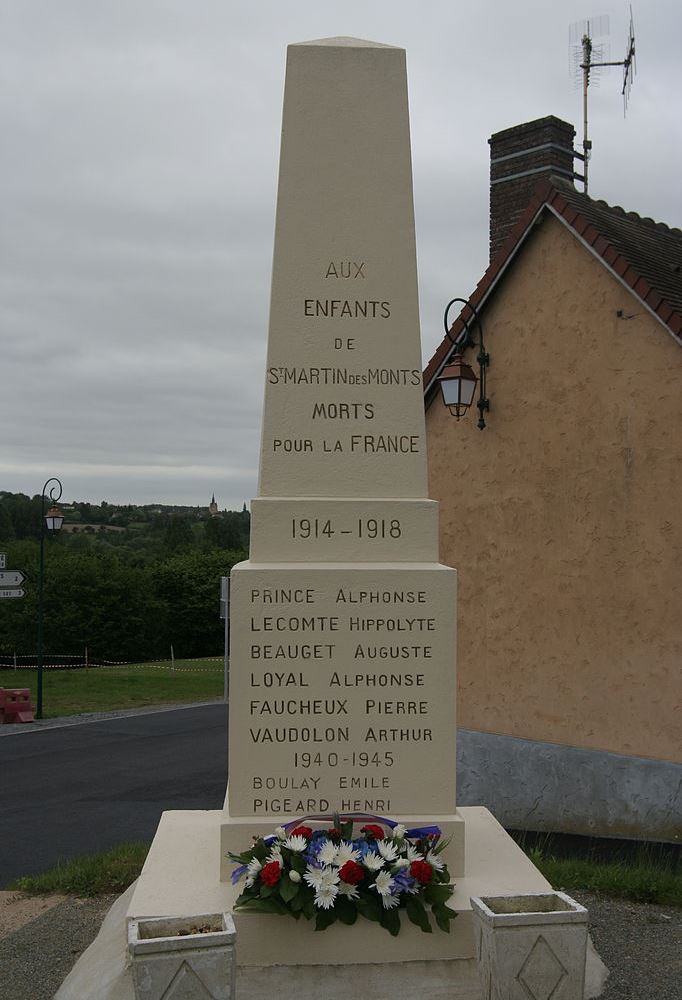 AUX
ENFANTS
DE
ST MARTIN DES MONTS
MORTS
POUR LA FRANCE
1914-1918
PRINCE ALPHONSE
LECOMTE HIPPOLYTE
BEAUGET AUGUSTE
LOYAL ALPHONSE
FAUCHEUX PIERRE
VAUDOLON ARTHUR
1940-1945
BOULAY EMILE
PIGEARD HENRI